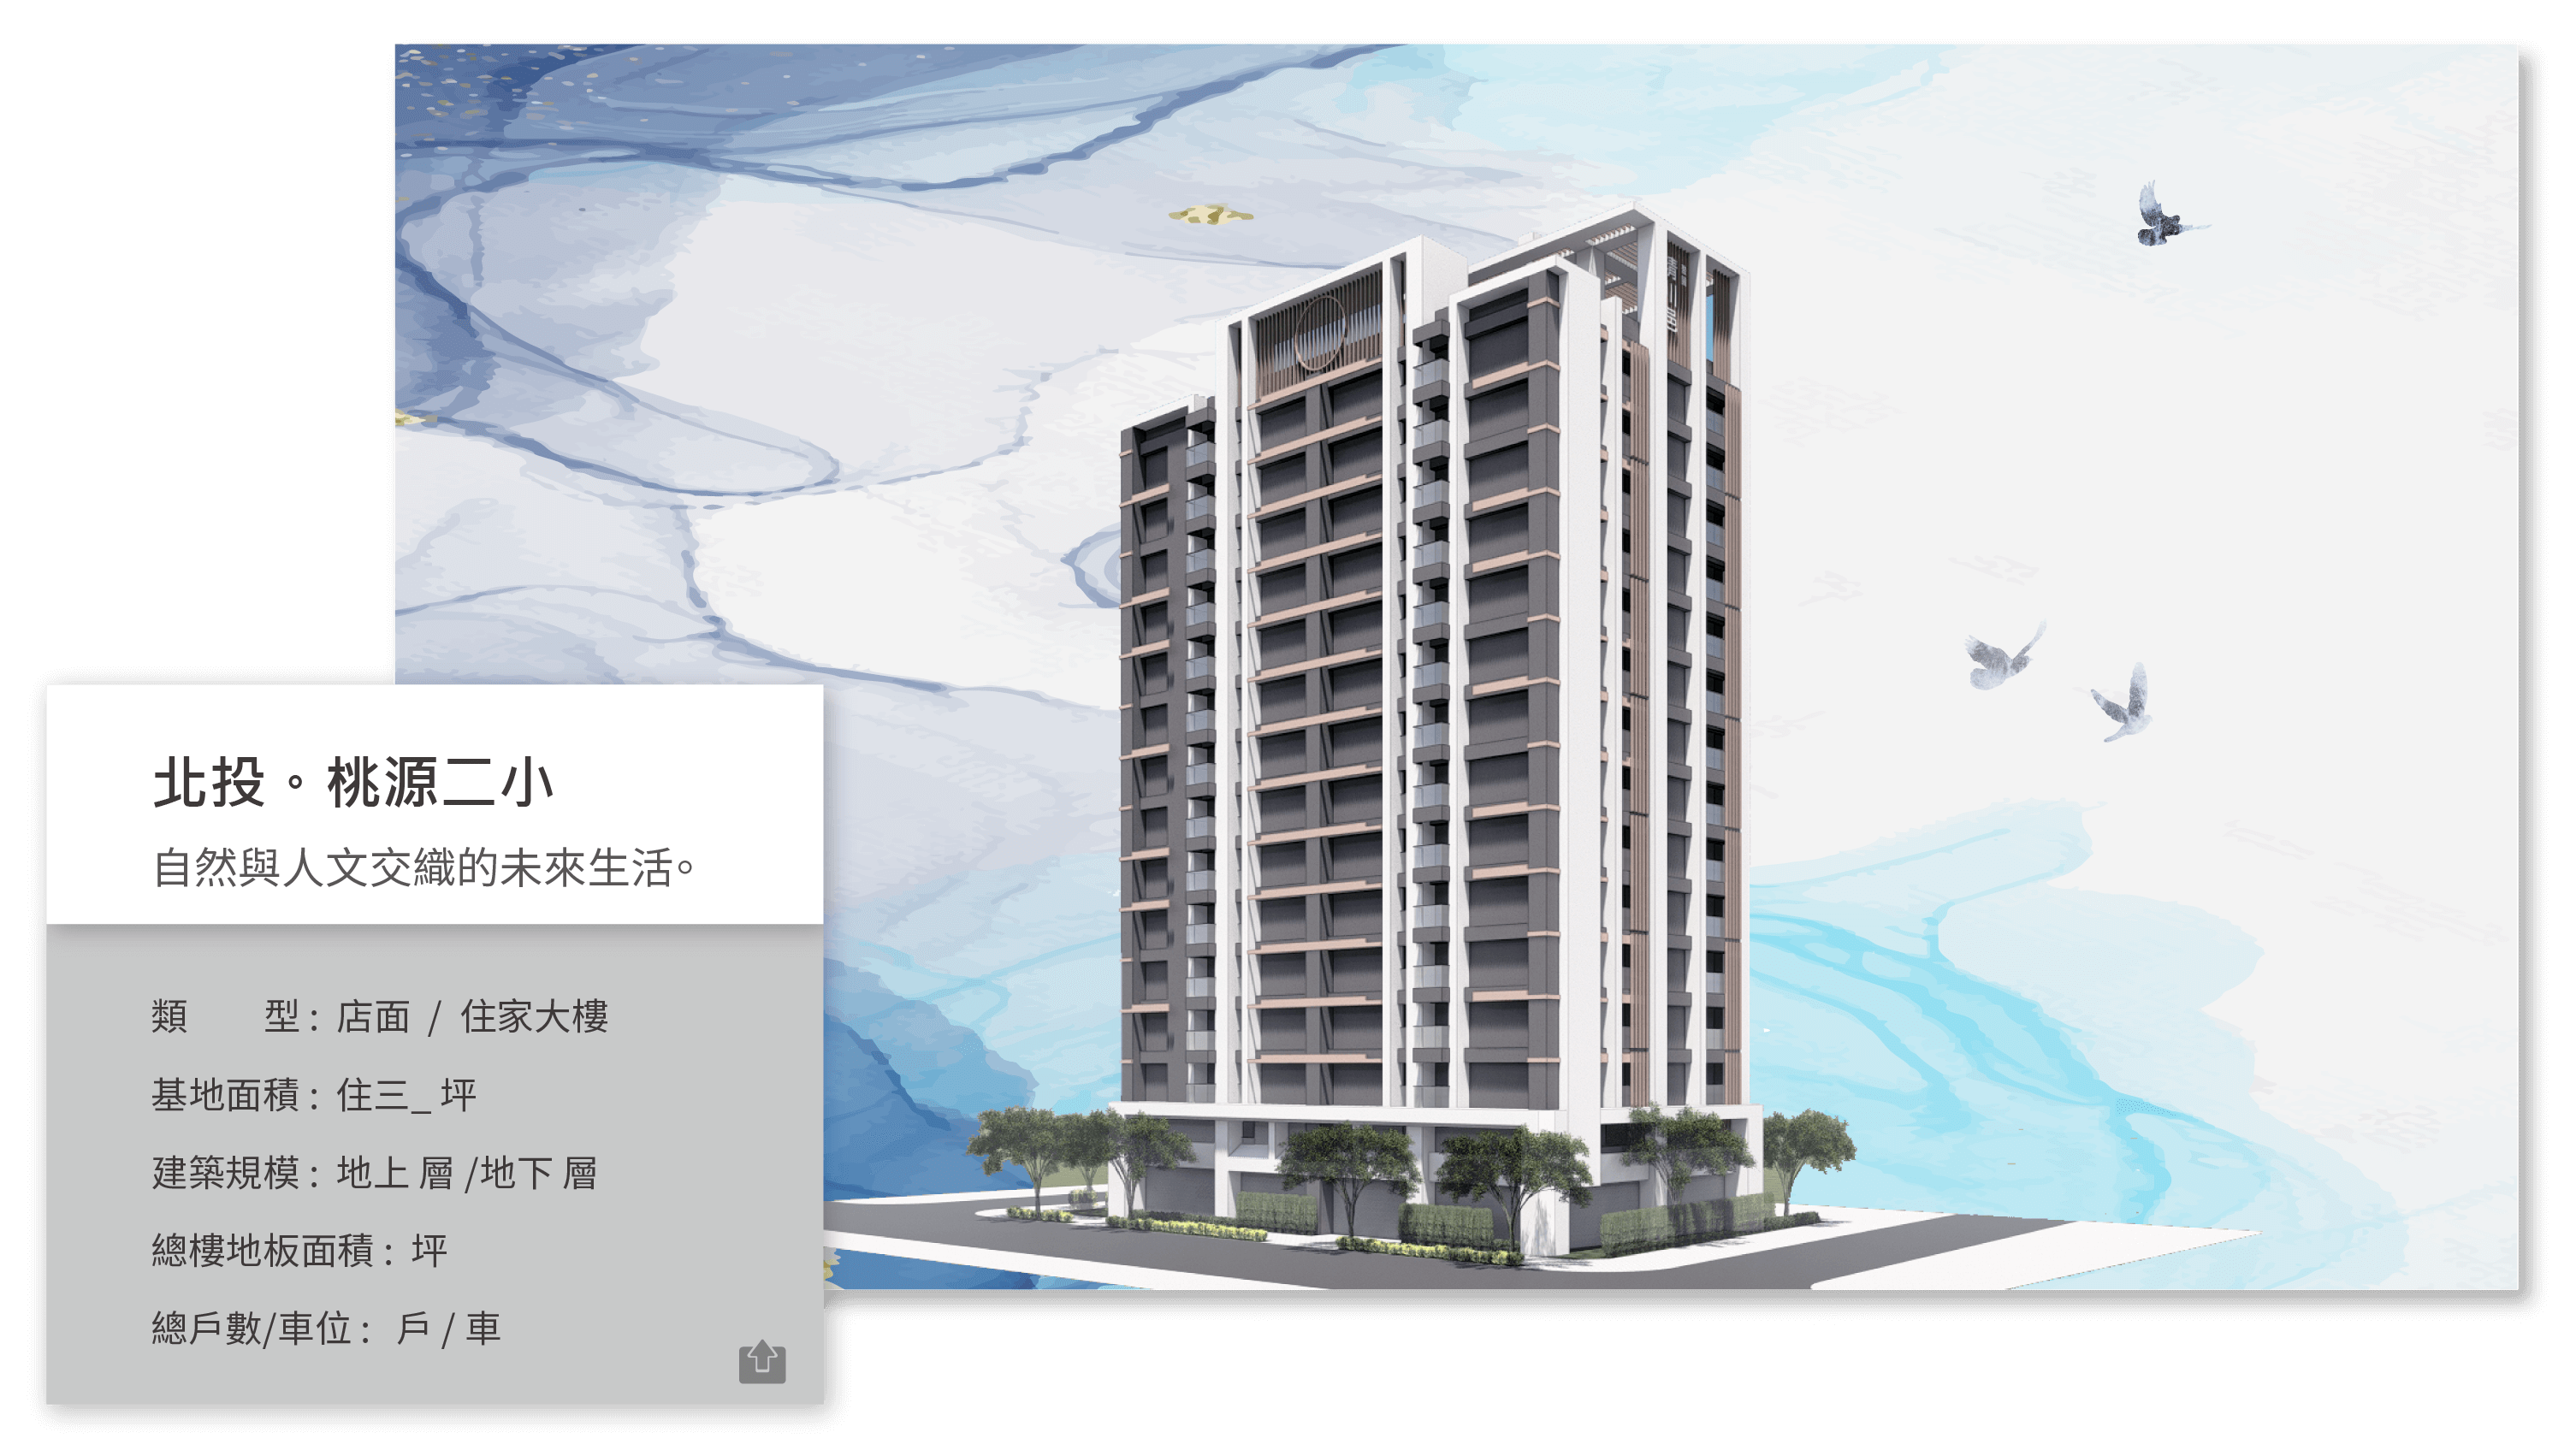 北投。桃源二小
自然與人文交織的未來生活。
類　　型：店面 / 住家大樓
基地面積：住三_ 坪
建築規模：地上 層 /地下 層
總樓地板面積：坪
總戶數/車位： 戶 / 車